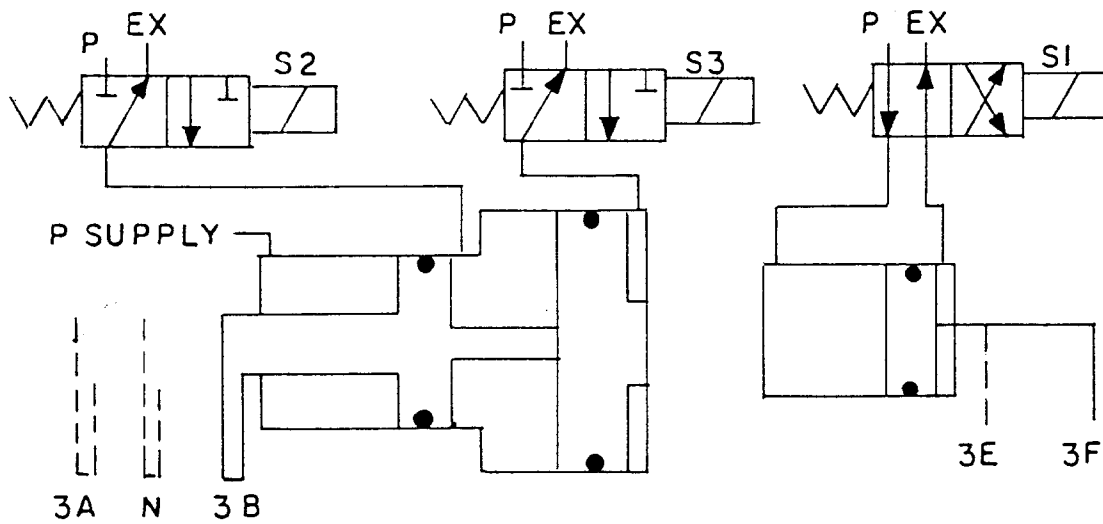 P EX S2
P EX S3
P EX S1
P SUPPLY
3A N 3B
3E 3F